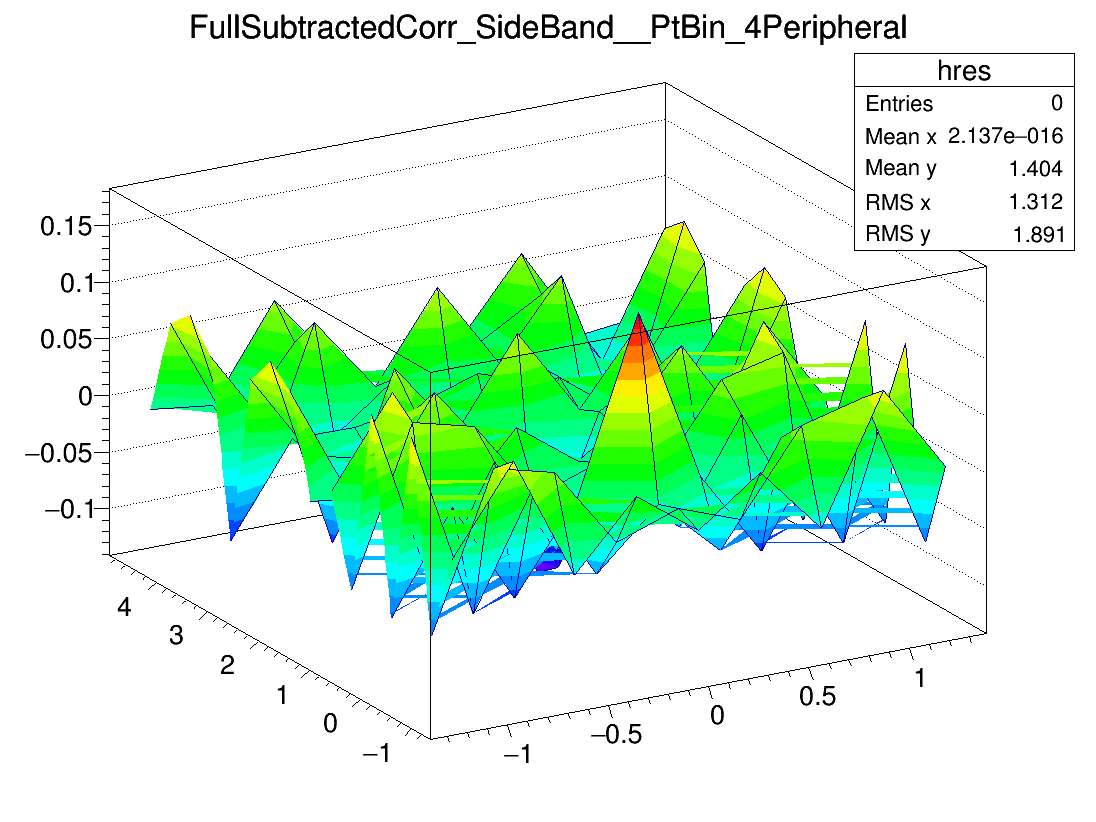 FullSubtractedCorr_SideBand__PtBin_4Peripheral
hres
Entries 0
Mean x 2.137e−016
Mean y 1.404
RMS x 1.312
RMS y 1.891
0.15
0.1
0.05
0
−0.05
−0.1
4
3
2
1
0
−1
−1
−0.5
0
0.5
1